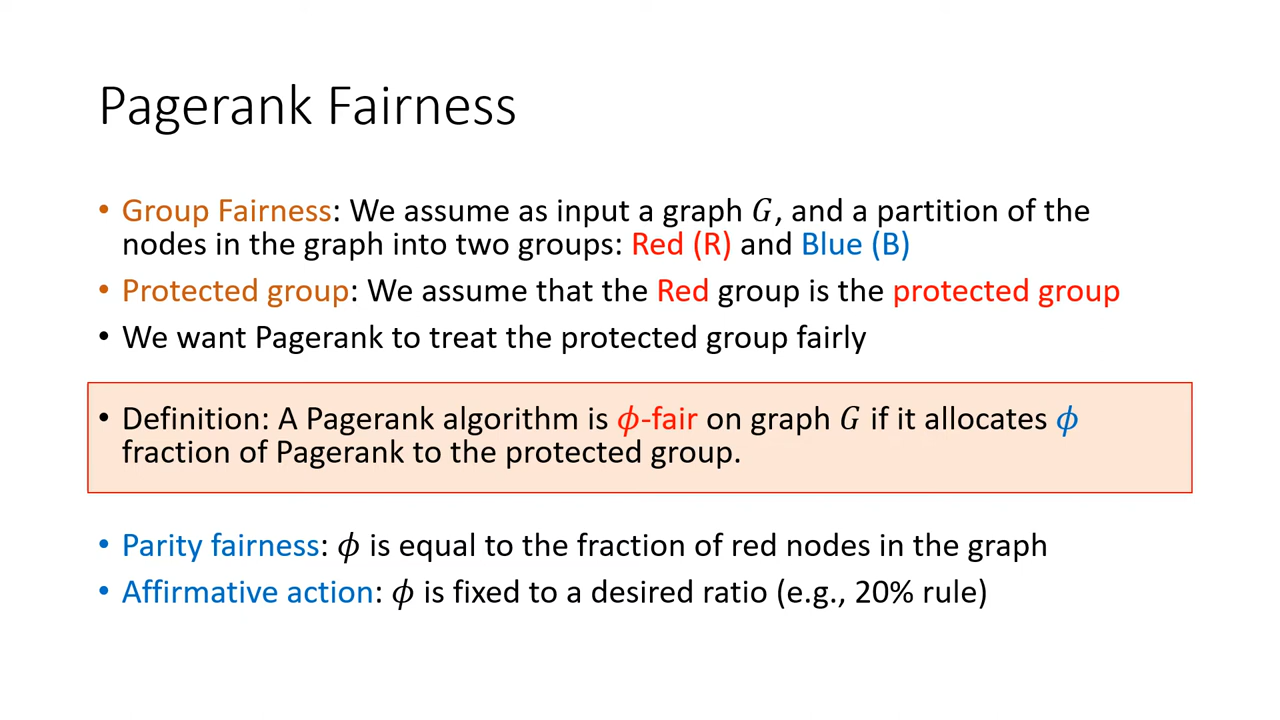 Pagerank Fairness
• Group Fairness: We assume as input a graph 𝐺, and a partition of the
nodes in the graph into two groups: Red (R) and Blue (B)
• Protected group: We assume that the Red group is the protected group
• We want Pagerank to treat the protected group fairly
• Definition: A Pagerank algorithm is 𝜙-fair on graph 𝐺 if it allocates 𝜙
fraction of Pagerank to the protected group.
• Parity fairness: 𝜙 is equal to the fraction of red nodes in the graph
• Affirmative action: 𝜙 is fixed to a desired ratio (e.g., 20% rule)